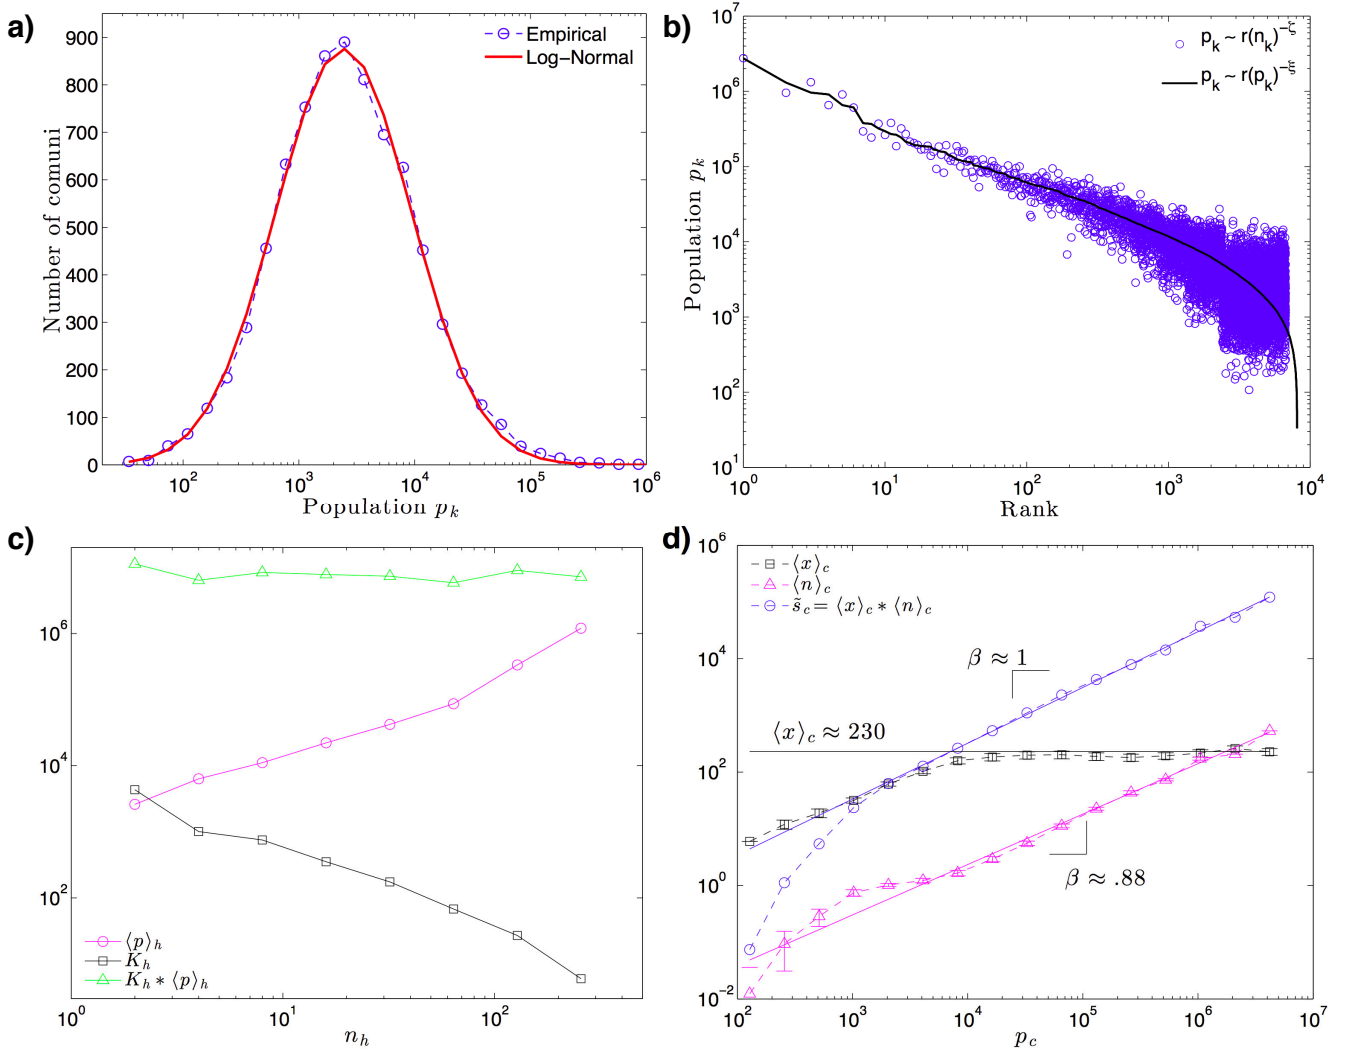 a)
Empirical
Log-Normal
900
800
700
600
500
400
300
200
100
0
Number of comuni
10^2
10^3
10^4
10^5
10^6
Population p_k
b)
p_k ~ r(n_k)^{-ζ}
p_k ~ r(p_k)^{-ξ}
10^7
10^6
10^5
10^4
10^3
10^2
10^1
Population p_k
10^0
10^1
10^2
10^3
10^4
Rank
c)
10^6
10^4
10^2
⟨p⟩_h
K_h
K_h * ⟨p⟩_h
10^0
10^1
10^2
n_h
d)
⟨x⟩_c
⟨n⟩_c
s̃_c = ⟨x⟩_c * ⟨n⟩_c
10^6
10^4
10^2
10^0
10^{-2}
β ≈ 1
⟨x⟩_c ≈ 230
β ≈ .88
10^2
10^3
10^4
10^5
10^6
10^7
p_c